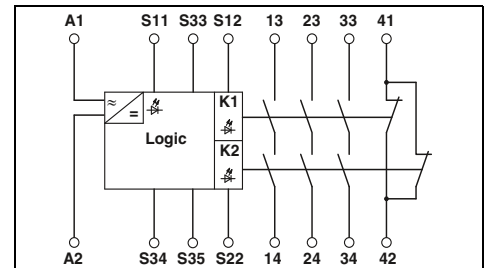 A1 S11 S33 S12 13 23 33 41
≈
=
K1
Logic
K2
A2 S34 S35 S22 14 24 34 42